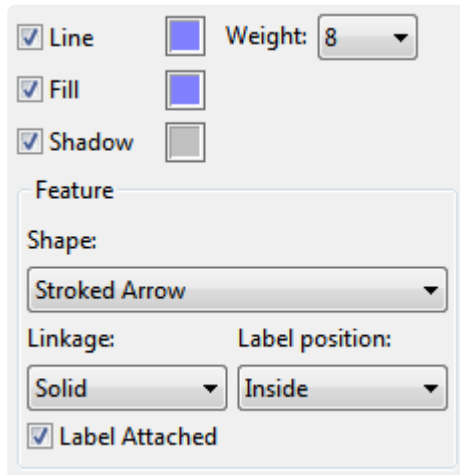 Line Weight: 8
Fill
Shadow
Feature
Shape:
Stroked Arrow
Linkage: Label position:
Solid Inside
Label Attached